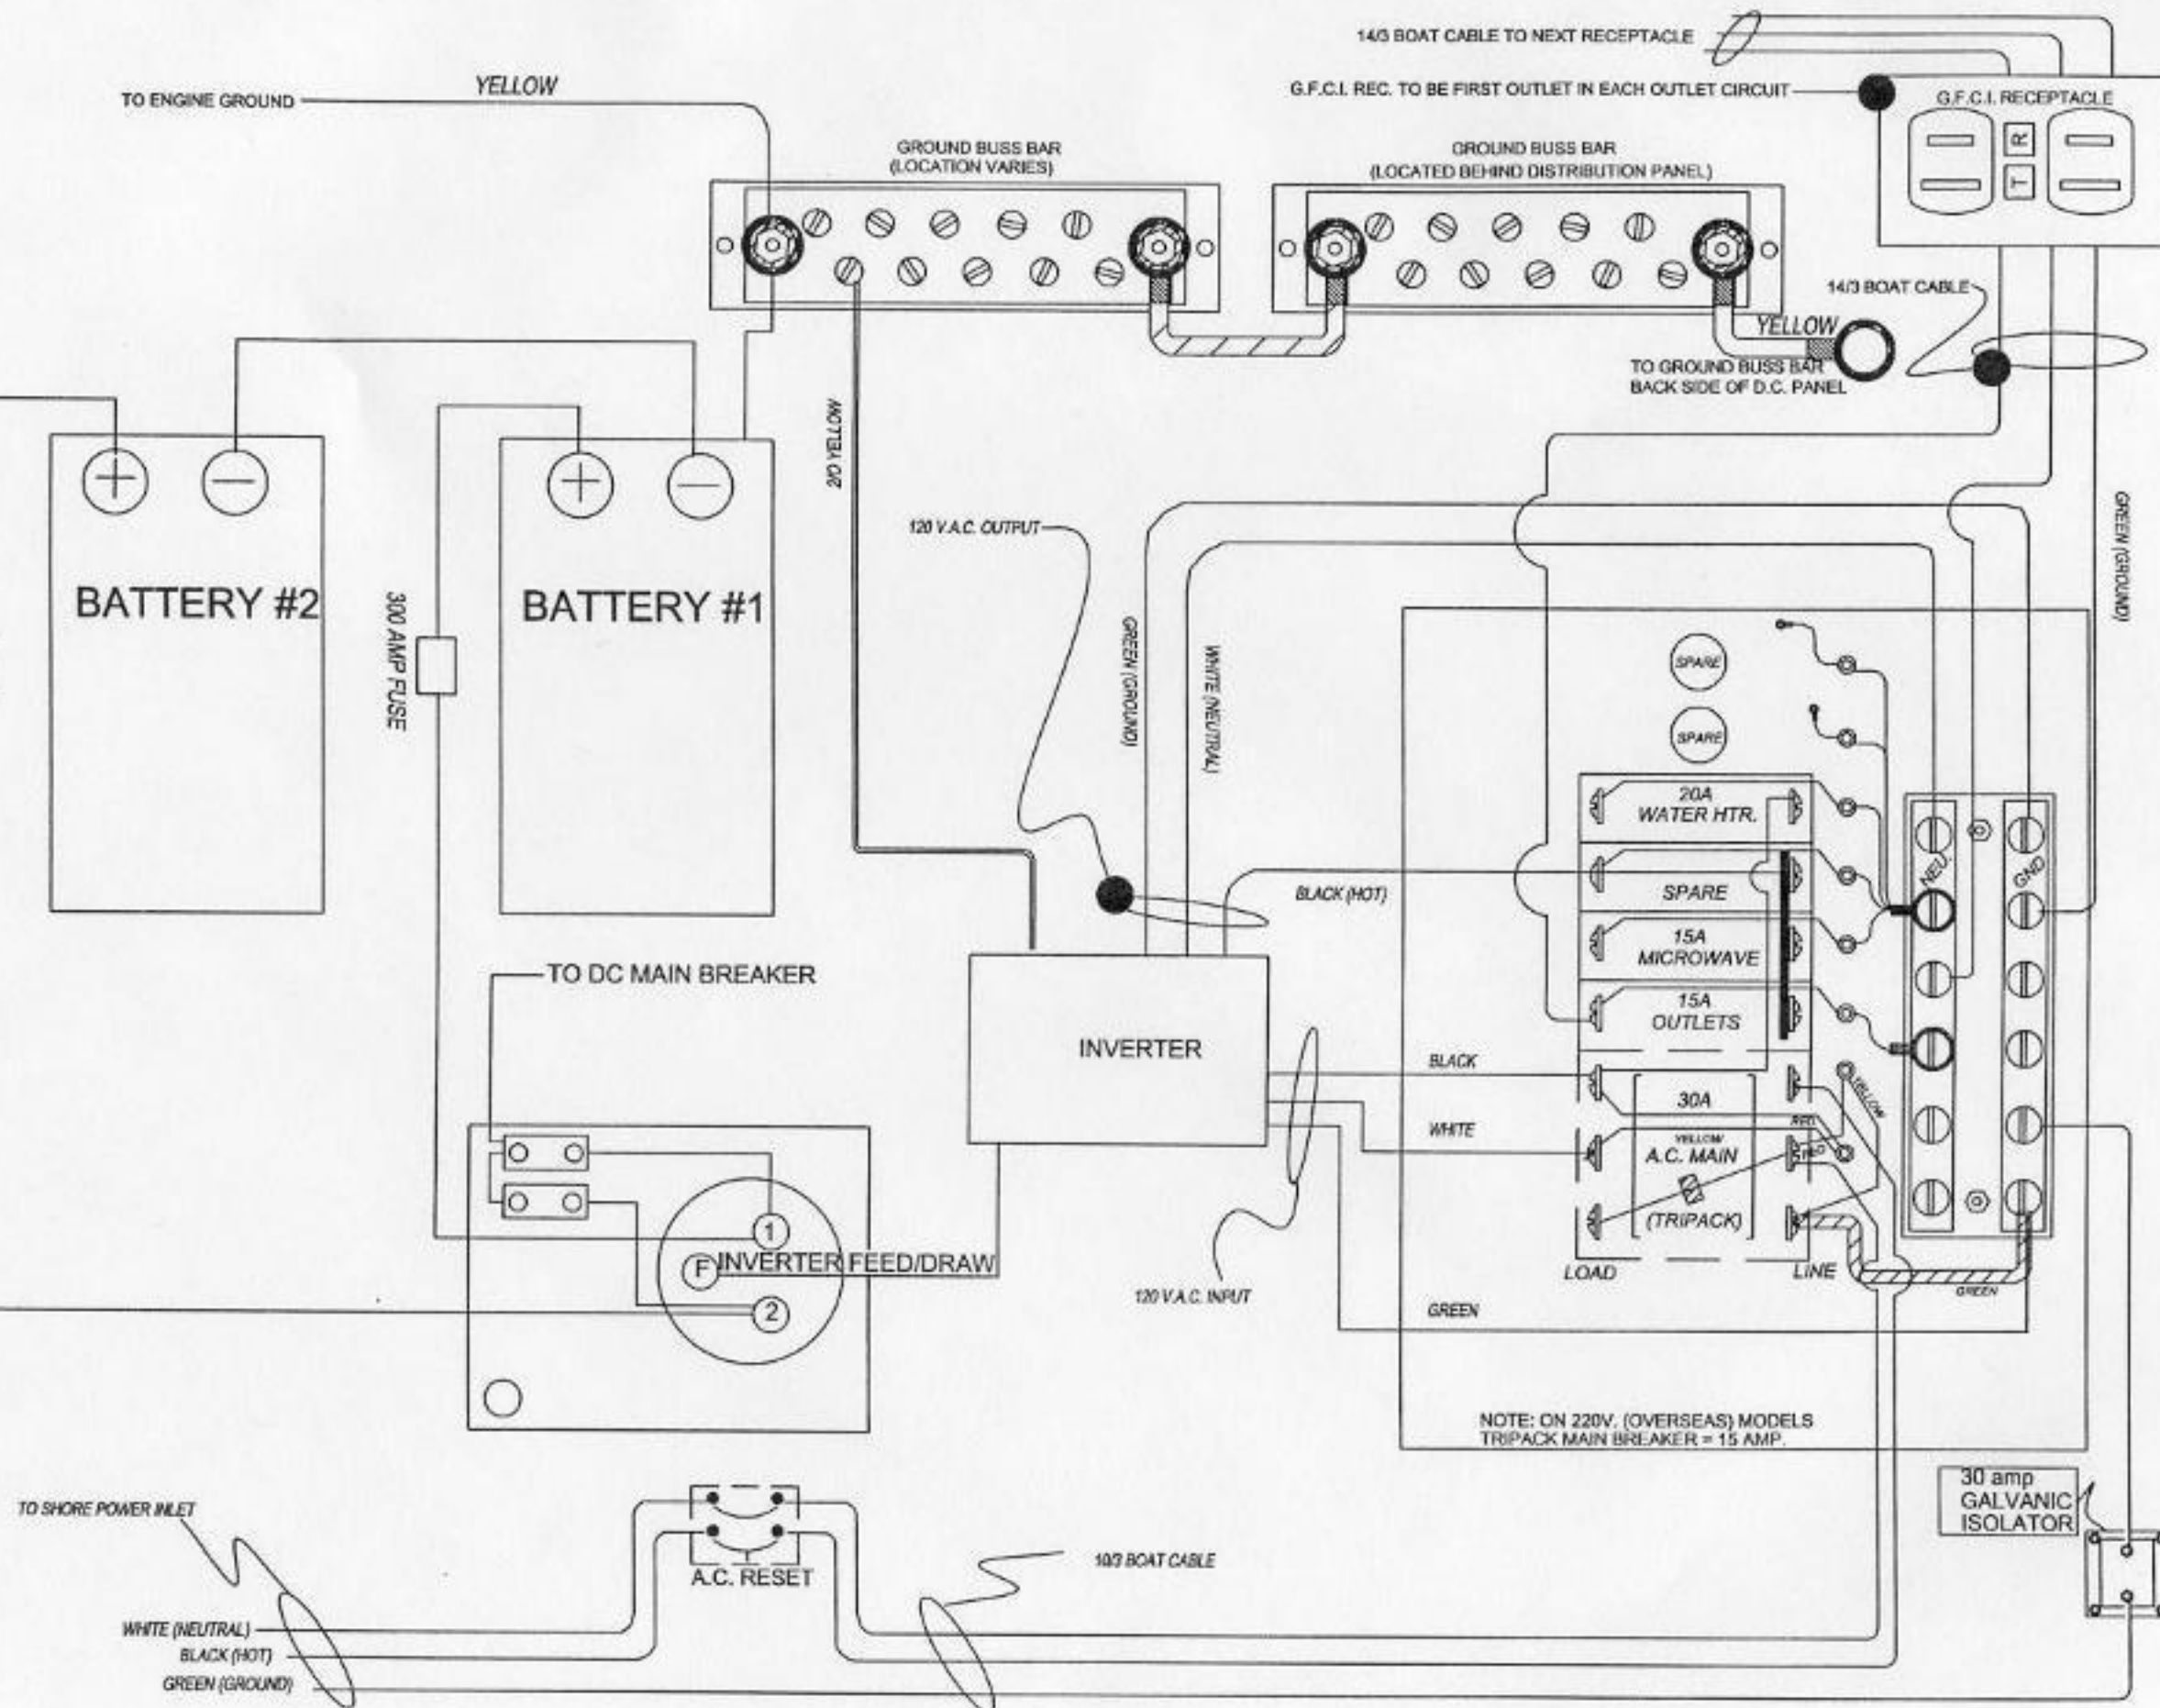 14/3 BOAT CABLE TO NEXT RECEPTACLE
G.F.C.I. REC. TO BE FIRST OUTLET IN EACH OUTLET CIRCUIT
G.F.C.I. RECEPTACLE
R
T
TO ENGINE GROUND
YELLOW
GROUND BUSS BAR
(LOCATION VARIES)
GROUND BUSS BAR
(LOCATED BEHIND DISTRIBUTION PANEL)
14/3 BOAT CABLE
YELLOW
TO GROUND BUSS BAR
BACK SIDE OF D.C. PANEL
2/0 YELLOW
+
−
+
−
BATTERY #2
300 AMP FUSE
BATTERY #1
120 V.A.C. OUTPUT
GREEN (GROUND)
WHITE (NEUTRAL)
GREEN (GROUND)
SPARE
SPARE
20A
WATER HTR.
SPARE
15A
MICROWAVE
15A
OUTLETS
NEU.
GND
BLACK (HOT)
TO DC MAIN BREAKER
INVERTER
BLACK
WHITE
30A
YELLOW
RED
YELLOW
A.C. MAIN
RED
(TRIPACK)
LOAD
LINE
GREEN
1
F
INVERTER FEED/DRAW
2
120 V.A.C. INPUT
GREEN
NOTE: ON 220V. (OVERSEAS) MODELS
TRIPACK MAIN BREAKER = 15 AMP.
30 amp
GALVANIC
ISOLATOR
TO SHORE POWER INLET
A.C. RESET
10/3 BOAT CABLE
WHITE (NEUTRAL)
BLACK (HOT)
GREEN (GROUND)